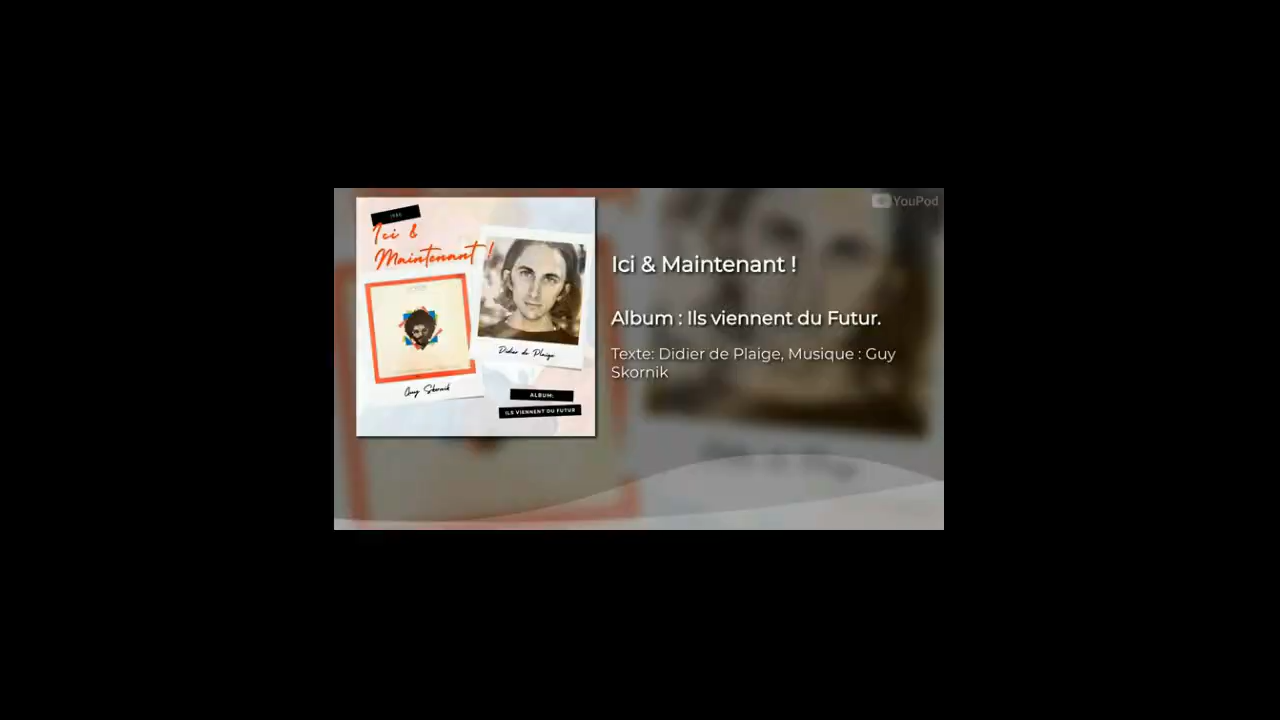 Ici &
Maintenant !
Guy Skornik
Didier de Plaige
ALBUM:
ILS VIENNENT DU FUTUR
YouPod
Ici & Maintenant !
Album : Ils viennent du Futur.
Texte: Didier de Plaige, Musique : Guy
Skornik